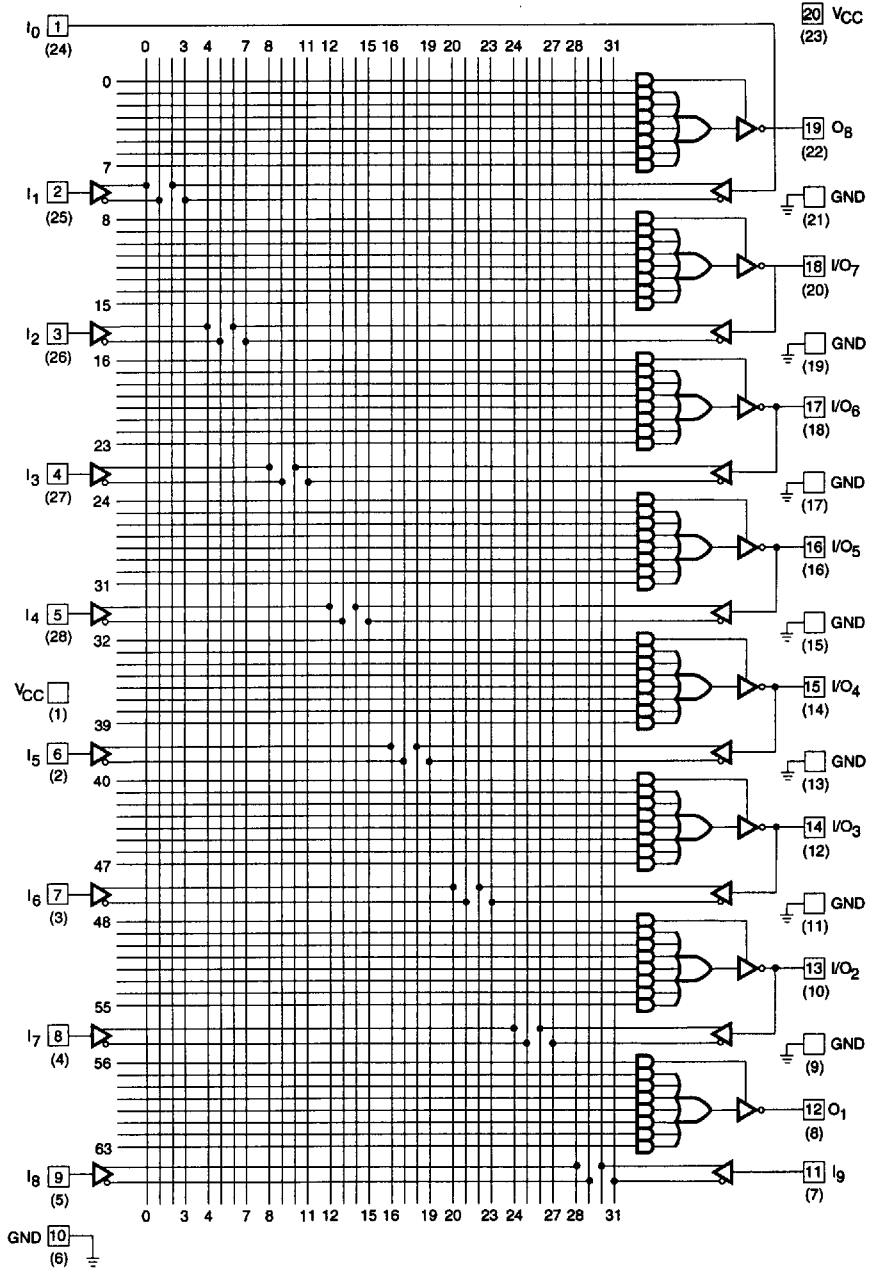 I0 1 (24)
20 VCC (23)
0 3 4 7 8 11 12 15 16 19 20 23 24 27 28 31
0
19 O8 (22)
7
I1 2 (25)
GND (21)
8
18 I/O7 (20)
15
I2 3 (26)
GND (19)
16
17 I/O6 (18)
23
I3 4 (27)
GND (17)
24
16 I/O5 (16)
31
I4 5 (28)
GND (15)
32
15 I/O4 (14)
VCC (1)
39
I5 6 (2)
GND (13)
40
14 I/O3 (12)
47
I6 7 (3)
GND (11)
48
13 I/O2 (10)
55
I7 8 (4)
GND (9)
56
12 O1 (8)
63
I8 9 (5)
11 I9 (7)
0 3 4 7 8 11 12 15 16 19 20 23 24 27 28 31
GND 10 (6)